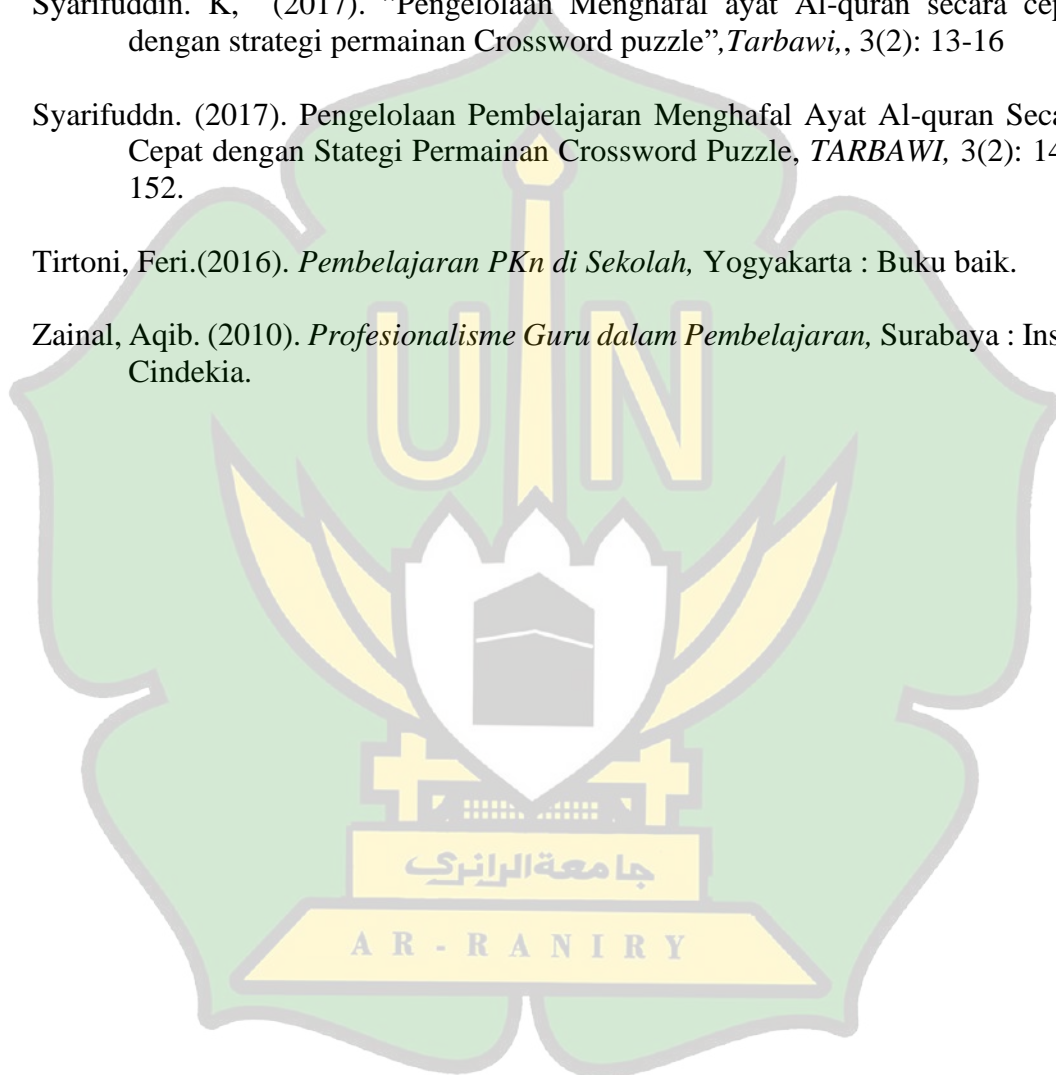 Syarifuddin. K, (2017). “Pengelolaan Menghafal ayat Al-quran secara cep
dengan strategi permainan Crossword puzzle”,Tarbawi,, 3(2): 13-16
Syarifuddn. (2017). Pengelolaan Pembelajaran Menghafal Ayat Al-quran Seca
Cepat dengan Stategi Permainan Crossword Puzzle, TARBAWI, 3(2): 14
152.
Tirtoni, Feri.(2016). Pembelajaran PKn di Sekolah, Yogyakarta : Buku baik.
Zainal, Aqib. (2010). Profesionalisme Guru dalam Pembelajaran, Surabaya : Ins
Cindekia.
UIN
جامعةالرانري
AR-RANIRY